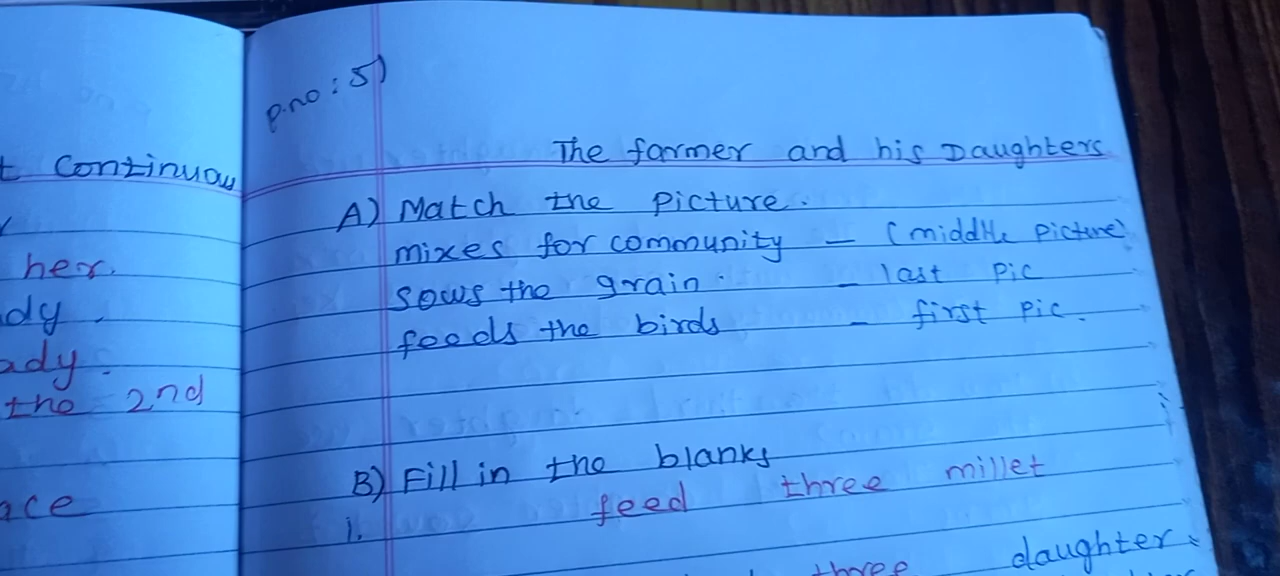 t Continuou
her.
dy.
ady.
the 2nd
ace
p.no: 5)
The farmer and his Daughters
A) Match the picture.
mixes for community - (middle picture)
sows the grain. - last pic
feeds the birds - first pic.
B) Fill in the blanks
i. feed three millet
three daughter